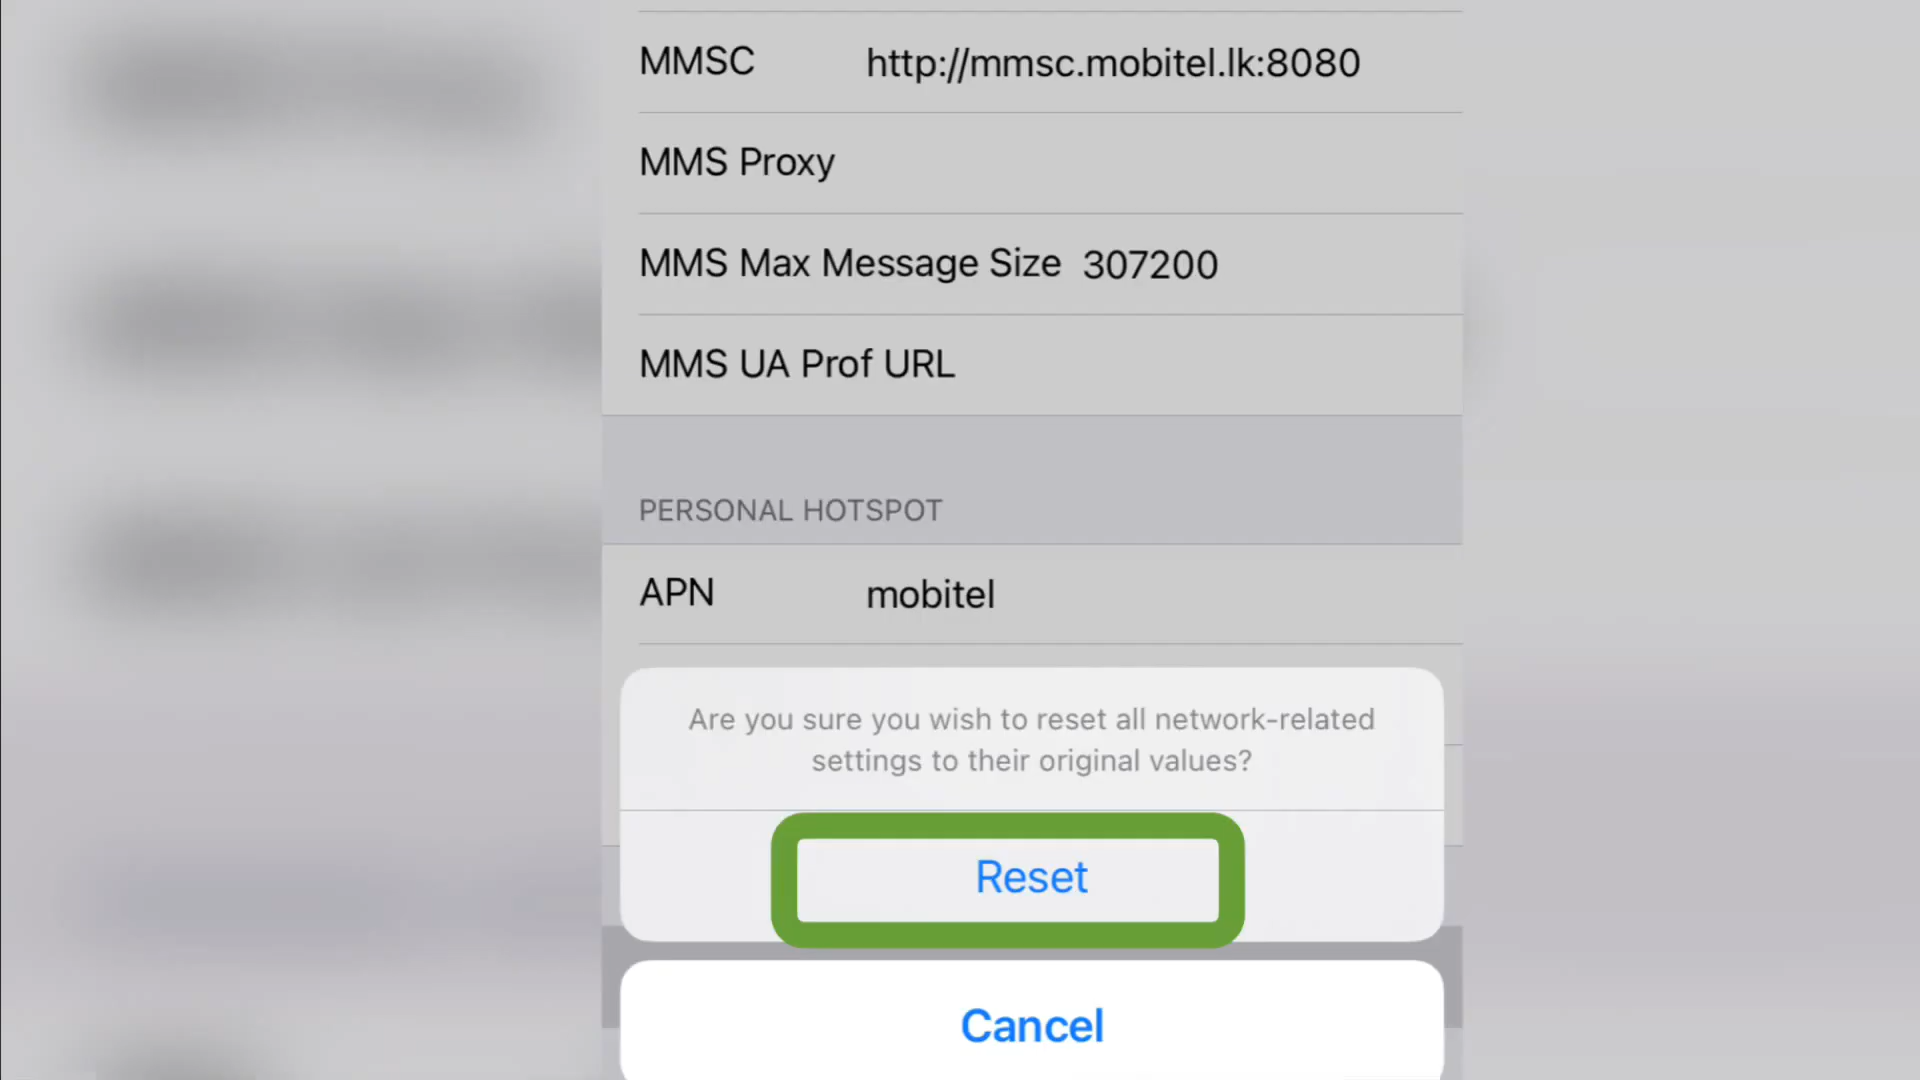 MMSC http://mmsc.mobitel.lk:8080
MMS Proxy
MMS Max Message Size 307200
MMS UA Prof URL
PERSONAL HOTSPOT
APN mobitel
Are you sure you wish to reset all network-related
settings to their original values?
Reset
Cancel